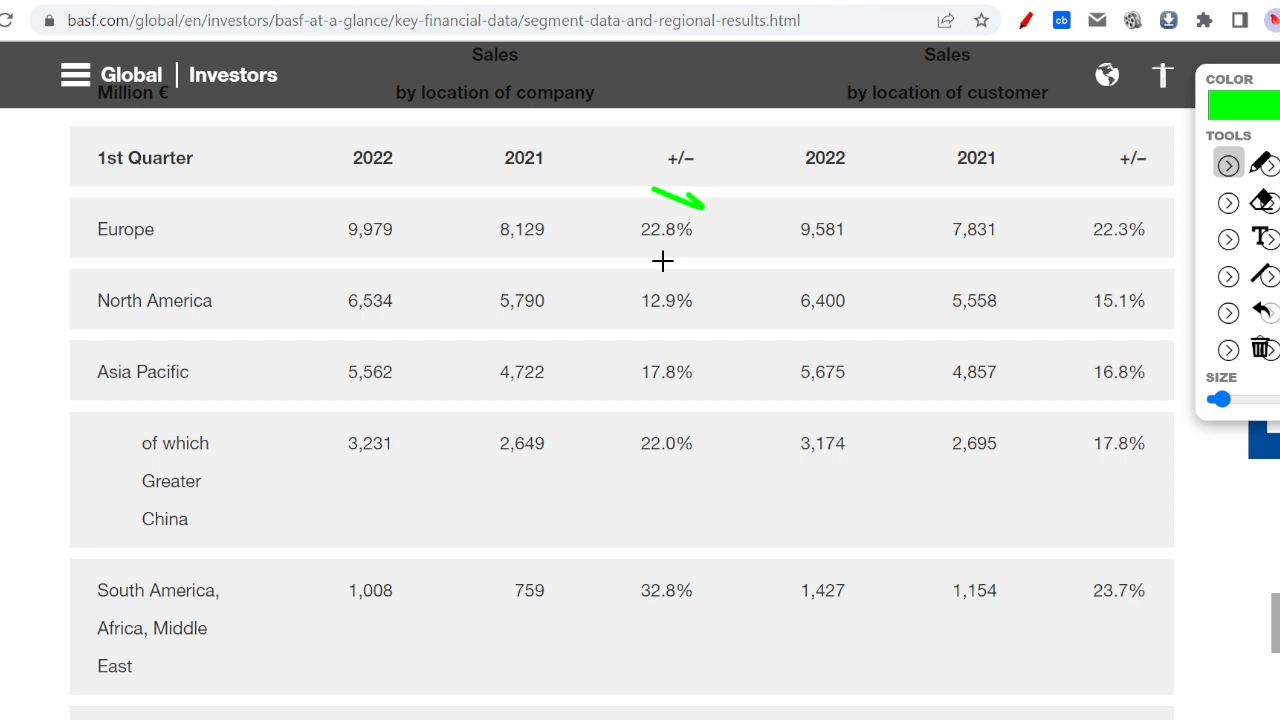 basf.com/global/en/investors/basf-at-a-glance/key-financial-data/segment-data-and-regional-results.html
cb
Sales Sales
Global Investors
Million € by location of company by location of customer
1st Quarter 2022 2021 +/– 2022 2021 +/–
Europe 9,979 8,129 22.8% 9,581 7,831 22.3%
North America 6,534 5,790 12.9% 6,400 5,558 15.1%
Asia Pacific 5,562 4,722 17.8% 5,675 4,857 16.8%
of which 3,231 2,649 22.0% 3,174 2,695 17.8%
Greater
China
South America, 1,008 759 32.8% 1,427 1,154 23.7%
Africa, Middle
East
COLOR
TOOLS
T
SIZE